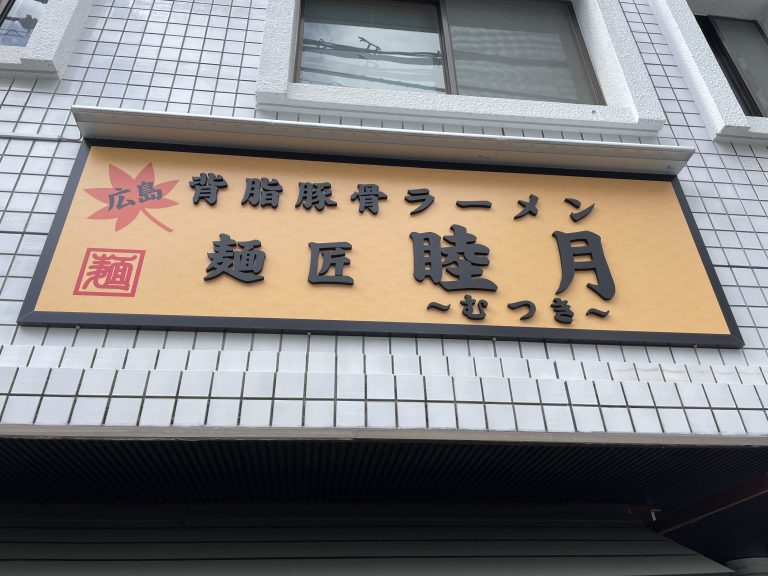 広島
背脂豚骨ラーメン
麺
麺匠 睦月
～むつき～